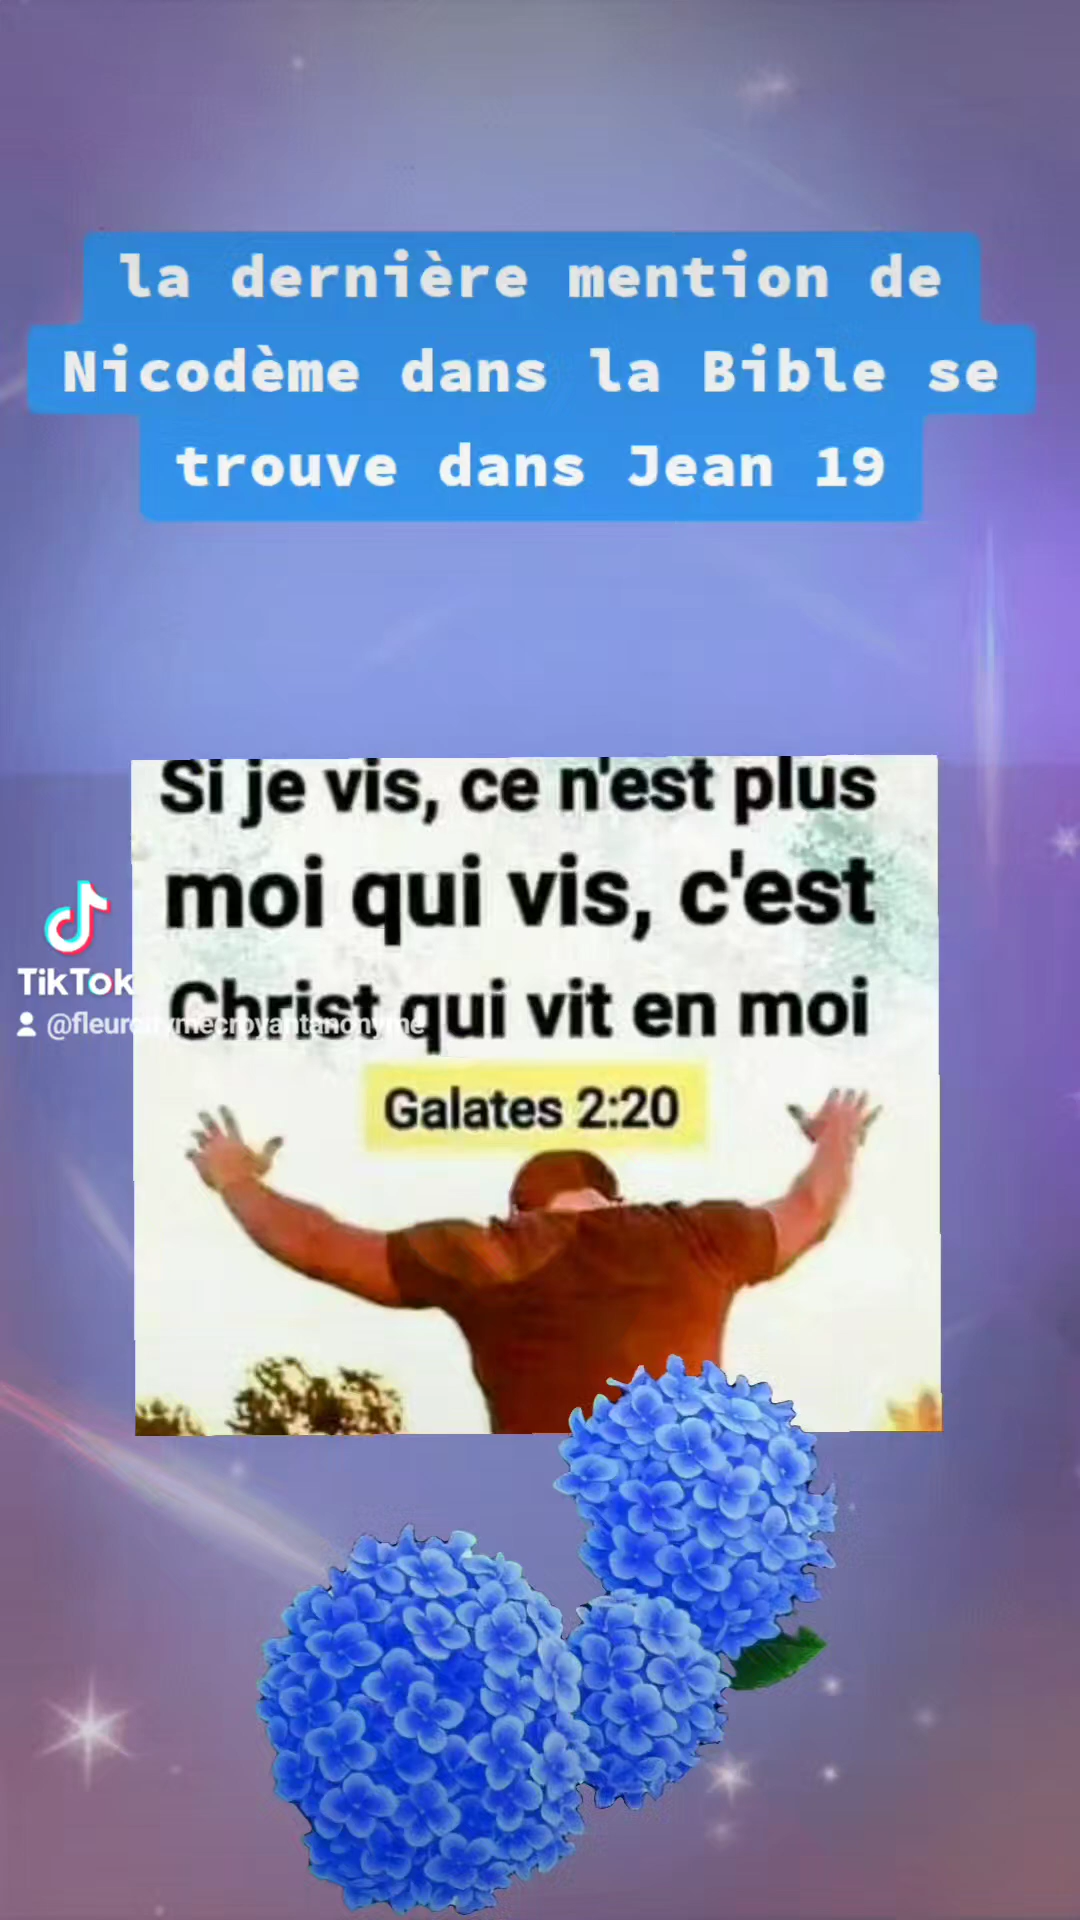 la dernière mention de
Nicodème dans la Bible se
trouve dans Jean 19
Si je vis, ce n'est plus
moi qui vis, c'est
Christ qui vit en moi
Galates 2:20
TikTok